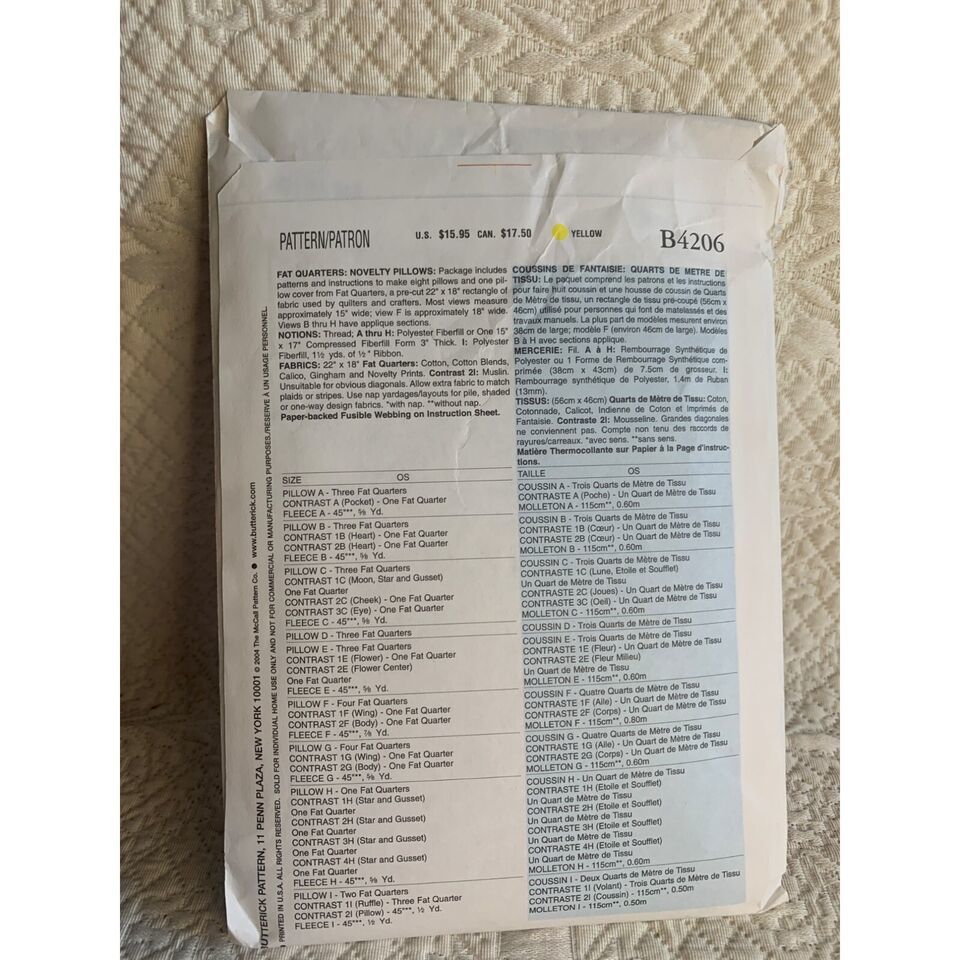 PATTERN/PATRON U.S. $15.95 CAN. $17.50 YELLOW B4206
FAT QUARTERS: NOVELTY PILLOWS: Package includes
patterns and instructions to make eight pillows and one pil-
low cover from Fat Quarters, a pre-cut 22" x 18" rectangle of
fabric used by quilters and crafters. Most views measure
approximately 15" wide; view F is approximately 18" wide.
Views B thru H have applique sections.
NOTIONS: Thread; A thru H: Polyester Fiberfill or One 15"
x 17" Compressed Fiberfill Form 3" Thick. I: Polyester
Fiberfill, 1½ yds. of ½" Ribbon.
FABRICS: 22" x 18" Fat Quarters: Cotton, Cotton Blends,
Calico, Gingham and Novelty Prints. Contrast 2I: Muslin.
Unsuitable for obvious diagonals. Allow extra fabric to match
plaids or stripes. Use nap yardages/layouts for pile, shaded
or one-way design fabrics. *with nap. **without nap.
Paper-backed Fusible Webbing on Instruction Sheet.
SIZE OS
PILLOW A - Three Fat Quarters
CONTRAST A (Pocket) - One Fat Quarter
FLEECE A - 45"**, ⅝ Yd.
PILLOW B - Three Fat Quarters
CONTRAST 1B (Heart) - One Fat Quarter
CONTRAST 2B (Heart) - One Fat Quarter
FLEECE B - 45"**, ⅝ Yd.
PILLOW C - Three Fat Quarters
CONTRAST 1C (Moon, Star and Gusset)
One Fat Quarter
CONTRAST 2C (Cheek) - One Fat Quarter
CONTRAST 3C (Eye) - One Fat Quarter
FLEECE C - 45"**, ⅝ Yd.
PILLOW D - Three Fat Quarters
PILLOW E - Three Fat Quarters
CONTRAST 1E (Flower) - One Fat Quarter
CONTRAST 2E (Flower Center)
One Fat Quarter
FLEECE E - 45"**, ⅝ Yd.
PILLOW F - Four Fat Quarters
CONTRAST 1F (Wing) - One Fat Quarter
CONTRAST 2F (Body) - One Fat Quarter
FLEECE F - 45"**, ⅞ Yd.
PILLOW G - Four Fat Quarters
CONTRAST 1G (Wing) - One Fat Quarter
CONTRAST 2G (Body) - One Fat Quarter
FLEECE G - 45"**, ⅝ Yd.
PILLOW H - One Fat Quarter
CONTRAST 1H (Star and Gusset)
One Fat Quarter
CONTRAST 2H (Star and Gusset)
One Fat Quarter
CONTRAST 3H (Star and Gusset)
One Fat Quarter
CONTRAST 4H (Star and Gusset)
One Fat Quarter
FLEECE H - 45"**, ⅝ Yd.
PILLOW I - Two Fat Quarters
CONTRAST 1I (Ruffle) - Three Fat Quarter
CONTRAST 2I (Pillow) - 45"**, ½ Yd.
FLEECE I - 45"**, ½ Yd.
COUSSINS DE FANTAISIE: QUARTS DE METRE DE
TISSU: Le paquet comprend les patrons et les instructions
pour faire huit coussin et une housse de coussin de Quarts
de Mètre de tissu, un rectangle de tissu pré-coupé (56cm x
46cm) utilisé pour personnes qui font de matelassés et des
travaux manuels. La plus part de modèles mesurent environ
38cm de large; modèle F (environ 46cm de large). Modèles
B à H avec sections applique.
MERCERIE: Fil. A à H: Rembourrage Synthétique de
Polyester ou 1 Forme de Rembourrage Synthétique com-
primée (38cm x 43cm) de 7.5cm de grosseur. I:
Rembourrage synthétique de Polyester, 1.4m de Ruban
(13mm).
TISSUS: (56cm x 46cm) Quarts de Mètre de Tissu: Coton,
Cotonnade, Calicot, Indienne de Coton et Imprimés de
Fantaisie. Contraste 2I: Mousseline. Grandes diagonales
ne conviennent pas. Compte non tenu des raccords de
rayures/carreaux. *avec sens. **sans sens.
Matière Thermocollante sur Papier à la Page d'instruc-
tions.
TAILLE OS
COUSSIN A - Trois Quarts de Mètre de Tissu
CONTRASTE A (Poche) - Un Quart de Mètre de Tissu
MOLLETON A - 115cm**, 0.60m
COUSSIN B - Trois Quarts de Mètre de Tissu
CONTRASTE 1B (Cœur) - Un Quart de Mètre de Tissu
CONTRASTE 2B (Cœur) - Un Quart de Mètre de Tissu
MOLLETON B - 115cm**, 0.60m
COUSSIN C - Trois Quarts de Mètre de Tissu
CONTRASTE 1C (Lune, Etoile et Soufflet)
Un Quart de Mètre de Tissu
CONTRASTE 2C (Joues) - Un Quart de Mètre de Tissu
CONTRASTE 3C (Oeil) - Un Quart de Mètre de Tissu
MOLLETON C - 115cm**, 0.60m
COUSSIN D - Trois Quarts de Mètre de Tissu
COUSSIN E - Trois Quarts de Mètre de Tissu
CONTRASTE 1E (Fleur) - Un Quart de Mètre de Tissu
CONTRASTE 2E (Fleur Milieu)
Un Quart de Mètre de Tissu
MOLLETON E - 115cm**, 0.60m
COUSSIN F - Quatre Quarts de Mètre de Tissu
CONTRASTE 1F (Aile) - Un Quart de Mètre de Tissu
CONTRASTE 2F (Corps) - Un Quart de Mètre de Tissu
MOLLETON F - 115cm**, 0.80m
COUSSIN G - Quatre Quarts de Mètre de Tissu
CONTRASTE 1G (Aile) - Un Quart de Mètre de Tissu
CONTRASTE 2G (Corps) - Un Quart de Mètre de Tissu
MOLLETON G - 115cm**, 0.60m
COUSSIN H - Un Quart de Mètre de Tissu
CONTRASTE 1H (Etoile et Soufflet)
Un Quart de Mètre de Tissu
CONTRASTE 2H (Etoile et Soufflet)
Un Quart de Mètre de Tissu
CONTRASTE 3H (Etoile et Soufflet)
Un Quart de Mètre de Tissu
CONTRASTE 4H (Etoile et Soufflet)
Un Quart de Mètre de Tissu
MOLLETON H - 115cm**, 0.60m
COUSSIN I - Deux Quarts de Mètre de Tissu
CONTRASTE 1I (Volant) - Trois Quarts de Mètre de Tissu
CONTRASTE 2I (Coussin) - 115cm**, 0.50m
MOLLETON I - 115cm**, 0.50m
BUTTERICK PATTERN, 11 PENN PLAZA, NEW YORK 10001 © 2004 The McCall Pattern Co. ● www.butterick.com
PRINTED IN U.S.A. ALL RIGHTS RESERVED. SOLD FOR INDIVIDUAL HOME USE ONLY AND NOT FOR COMMERCIAL OR MANUFACTURING PURPOSES./RESERVÉ À UN USAGE PERSONNEL.